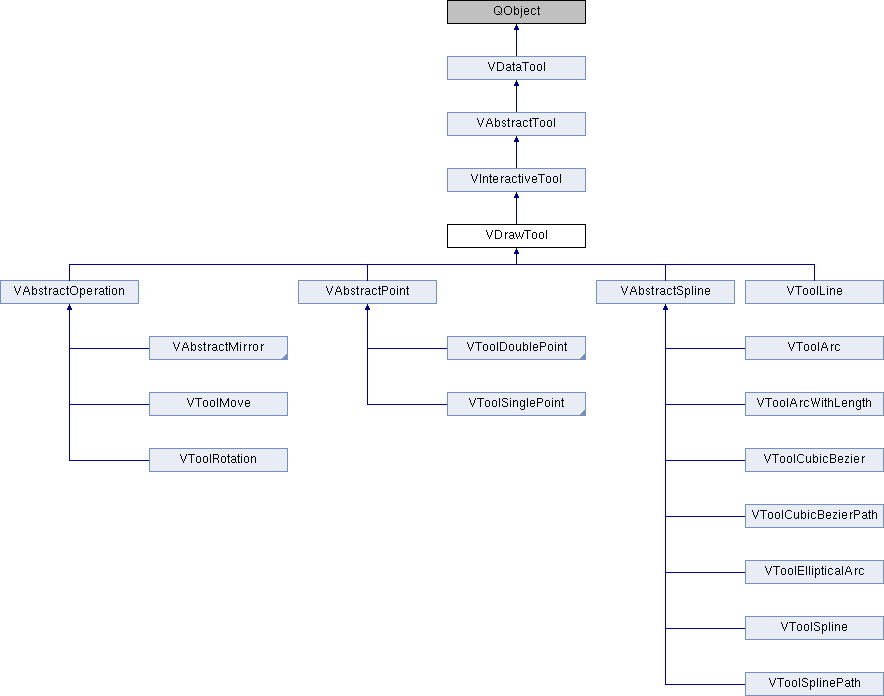 QObject
VDataTool
VAbstractTool
VInteractiveTool
VDrawTool
VAbstractOperation
VAbstractPoint
VAbstractSpline
VToolLine
VAbstractMirror
VToolDoublePoint
VToolArc
VToolMove
VToolSinglePoint
VToolArcWithLength
VToolRotation
VToolCubicBezier
VToolCubicBezierPath
VToolEllipticalArc
VToolSpline
VToolSplinePath